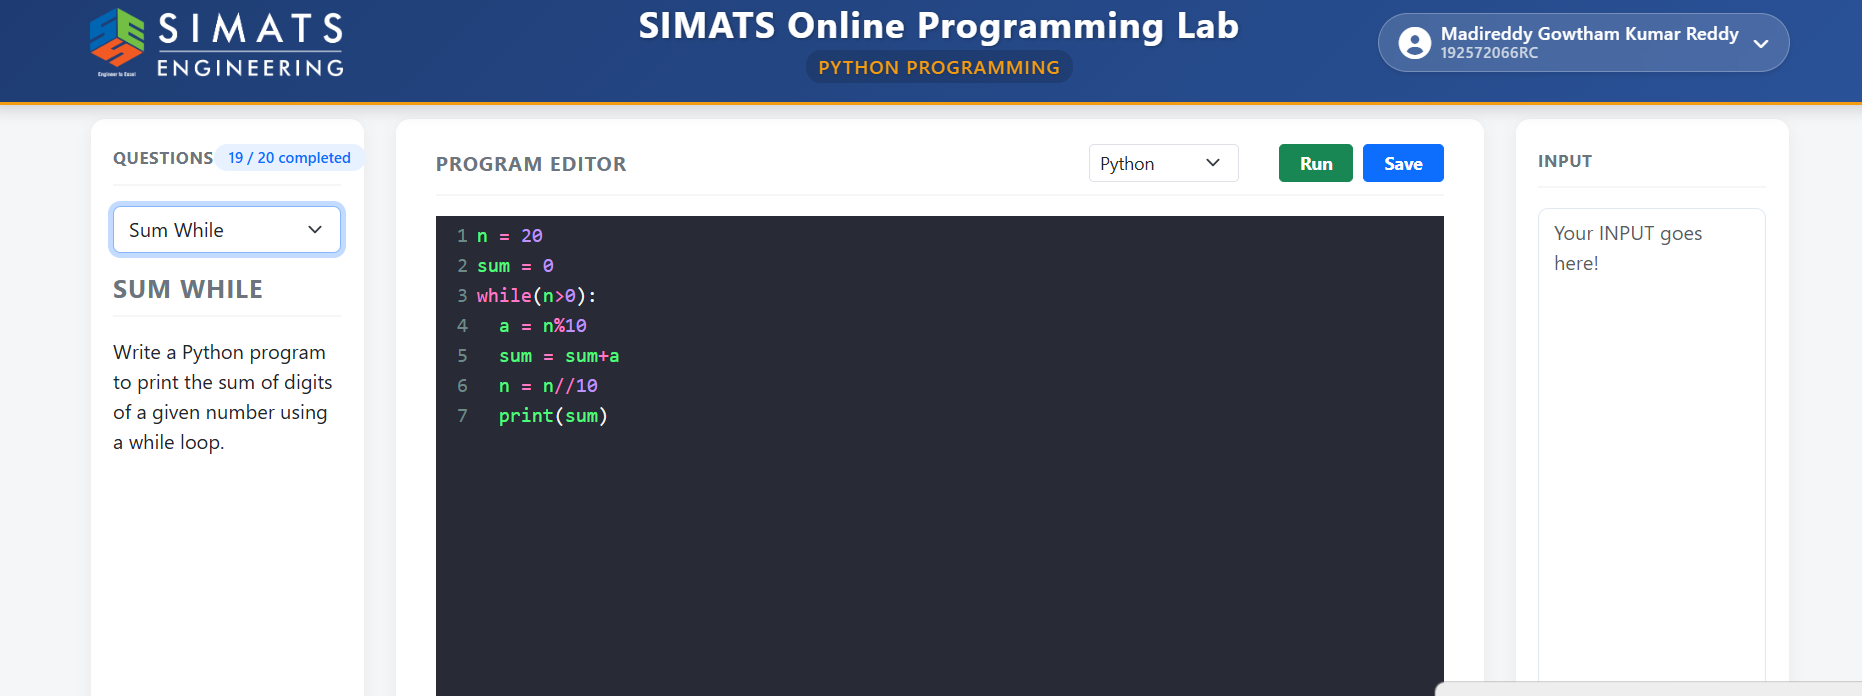 SIMATS
ENGINEERING
Engineer to Excel
SIMATS Online Programming Lab
PYTHON PROGRAMMING
Madireddy Gowtham Kumar Reddy
192572066RC
QUESTIONS 19 / 20 completed
Sum While
SUM WHILE
Write a Python program
to print the sum of digits
of a given number using
a while loop.
PROGRAM EDITOR
Python
Run
Save
1 n = 20
2 sum = 0
3 while(n>0):
4   a = n%10
5   sum = sum+a
6   n = n//10
7   print(sum)
INPUT
Your INPUT goes
here!